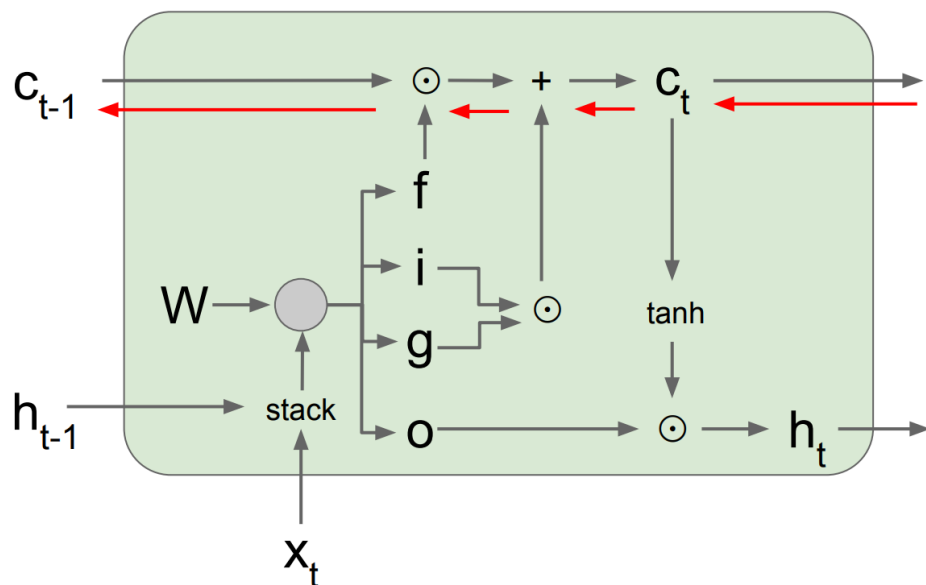 c_{t-1} ⊙ + c_t
f
i
W ⊙ tanh
g
h_{t-1} stack o ⊙ h_t
x_t